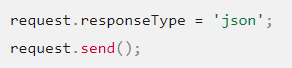 request.responseType = 'json';
request.send();